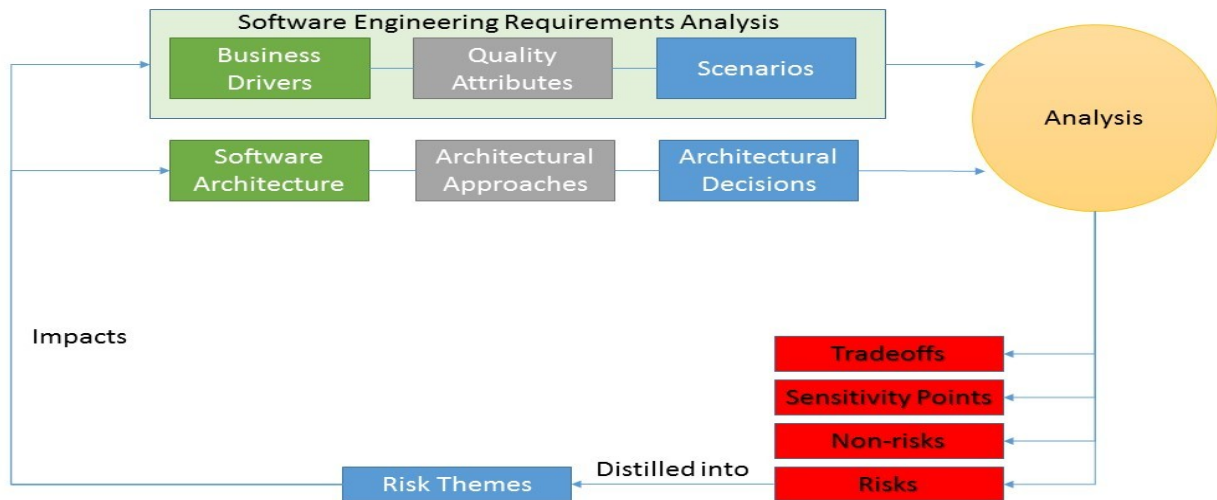 Software Engineering Requirements Analysis
Business
Drivers
Quality
Attributes
Scenarios
Analysis
Software
Architecture
Architectural
Approaches
Architectural
Decisions
Impacts
Tradeoffs
Sensitivity Points
Non-risks
Risks
Distilled into
Risk Themes